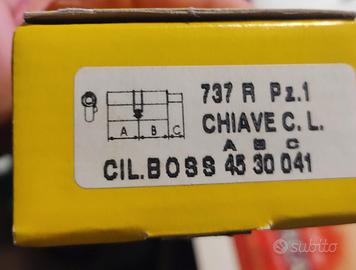 737 R Pz.1
CHIAVE C. L.
A B C
A B C
CIL.BOSS 45 30 041
subito